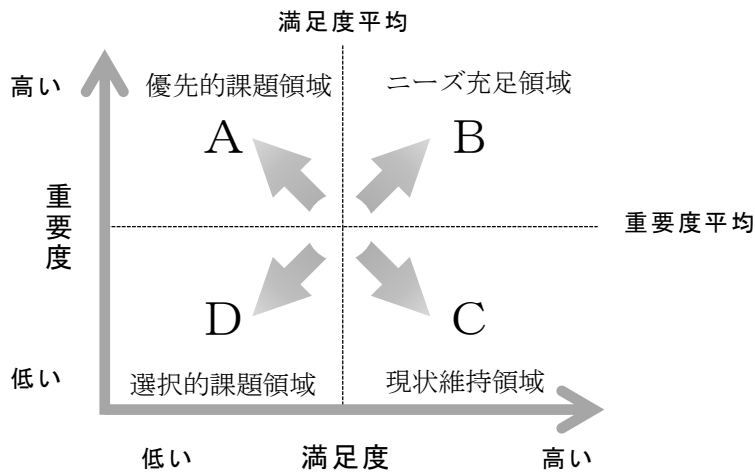 満足度平均
高い
優先的課題領域
ニーズ充足領域
A
B
重要度
重要度平均
D
C
低い
選択的課題領域
現状維持領域
低い
満足度
高い